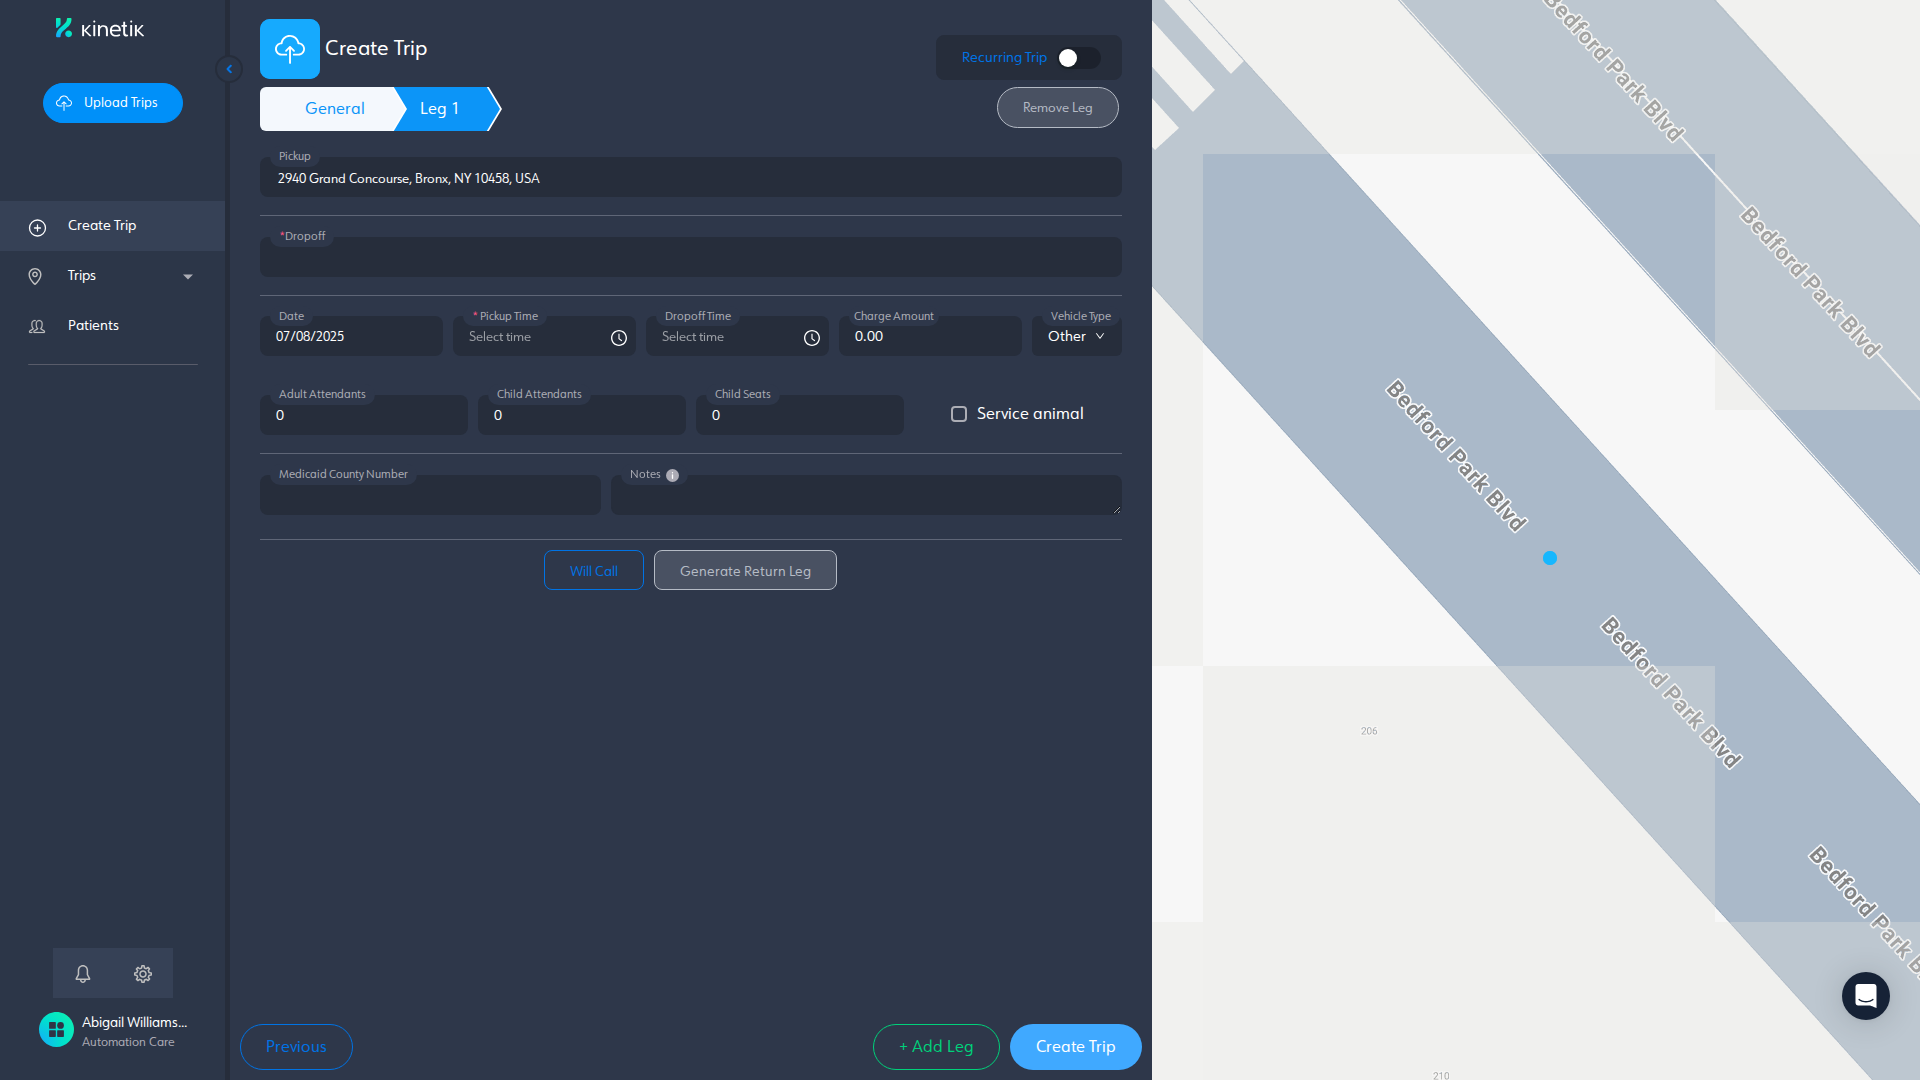 kinetik
Upload Trips
Create Trip
Trips
Patients
Abigail Williams...
Automation Care
Create Trip
Recurring Trip
General
Leg 1
Remove Leg
Pickup
2940 Grand Concourse, Bronx, NY 10458, USA
*Dropoff
Date
07/08/2025
* Pickup Time
Select time
Dropoff Time
Select time
Charge Amount
0.00
Vehicle Type
Other
Adult Attendants
0
Child Attendants
0
Child Seats
0
Service animal
Medicaid County Number
Notes
Will Call
Generate Return Leg
Previous
+ Add Leg
Create Trip
Bedford Park Blvd
Bedford Park Blvd
Bedford Park Blvd
Bedford Park Blvd
206
Bedford Park B
210